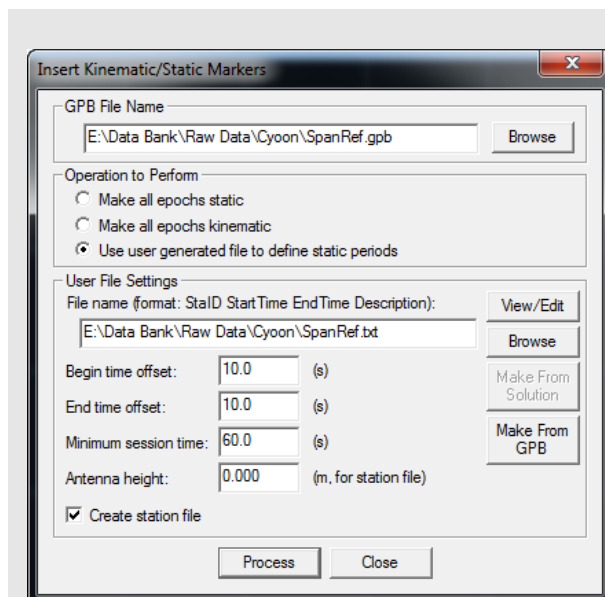 Insert Kinematic/Static Markers
GPB File Name
E:\Data Bank\Raw Data\Cyoon\SpanRef.gpb
Browse
Operation to Perform
Make all epochs static
Make all epochs kinematic
Use user generated file to define static periods
User File Settings
File name (format: StaID StartTime EndTime Description):
View/Edit
E:\Data Bank\Raw Data\Cyoon\SpanRef.txt
Browse
Begin time offset: 10.0 (s)
Make From
Solution
End time offset: 10.0 (s)
Minimum session time: 60.0 (s)
Make From
GPB
Antenna height: 0.000 (m, for station file)
Create station file
Process Close